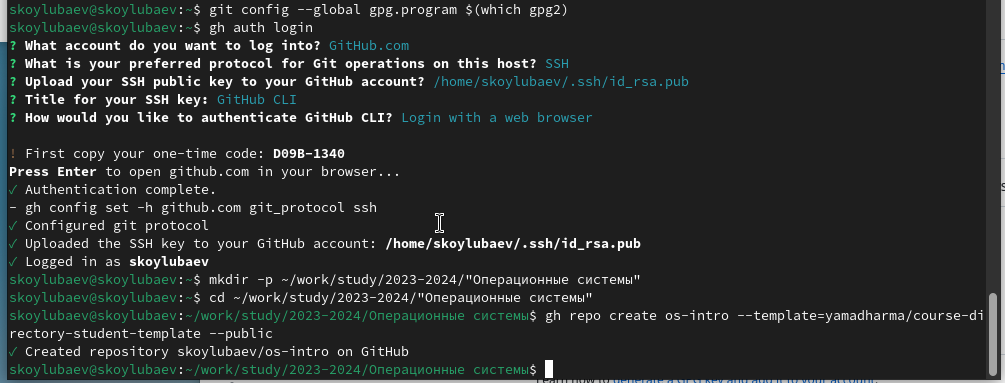 skoylubaev@skoylubaev:~$ git config --global gpg.program $(which gpg2)
skoylubaev@skoylubaev:~$ gh auth login
? What account do you want to log into? GitHub.com
? What is your preferred protocol for Git operations on this host? SSH
? Upload your SSH public key to your GitHub account? /home/skoylubaev/.ssh/id_rsa.pub
? Title for your SSH key: GitHub CLI
? How would you like to authenticate GitHub CLI? Login with a web browser
! First copy your one-time code: D09B-1340
Press Enter to open github.com in your browser...
✓ Authentication complete.
- gh config set -h github.com git_protocol ssh
✓ Configured git protocol
✓ Uploaded the SSH key to your GitHub account: /home/skoylubaev/.ssh/id_rsa.pub
✓ Logged in as skoylubaev
skoylubaev@skoylubaev:~$ mkdir -p ~/work/study/2023-2024/"Операционные системы"
skoylubaev@skoylubaev:~$ cd ~/work/study/2023-2024/"Операционные системы"
skoylubaev@skoylubaev:~/work/study/2023-2024/Операционные системы$ gh repo create os-intro --template=yamadharma/course-di
rectory-student-template --public
✓ Created repository skoylubaev/os-intro on GitHub
skoylubaev@skoylubaev:~/work/study/2023-2024/Операционные системы$